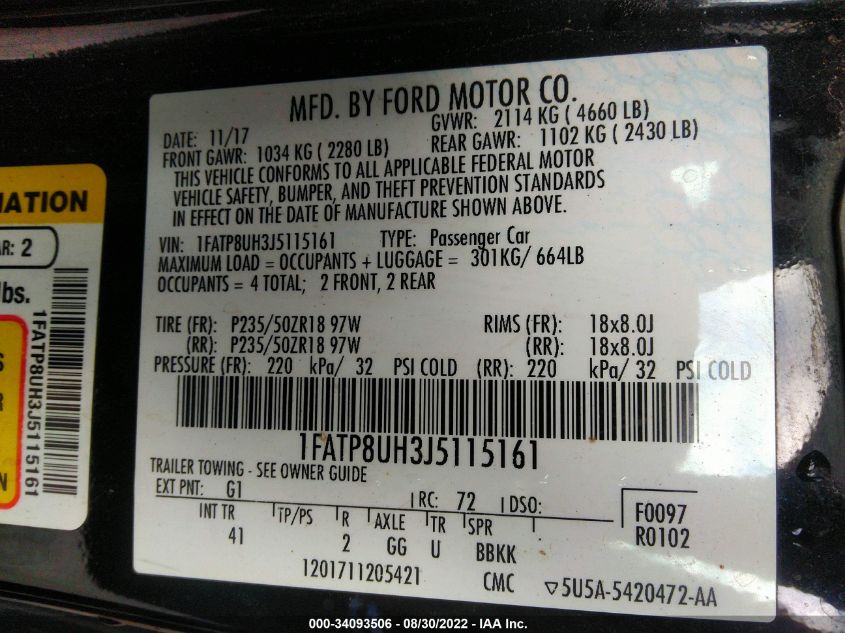 MFD. BY FORD MOTOR CO.
DATE: 11/17 GVWR: 2114 KG ( 4660 LB)
FRONT GAWR: 1034 KG ( 2280 LB) REAR GAWR: 1102 KG ( 2430 LB)
THIS VEHICLE CONFORMS TO ALL APPLICABLE FEDERAL MOTOR
VEHICLE SAFETY, BUMPER, AND THEFT PREVENTION STANDARDS
IN EFFECT ON THE DATE OF MANUFACTURE SHOWN ABOVE.
VIN: 1FATP8UH3J5115161 TYPE: Passenger Car
MAXIMUM LOAD = OCCUPANTS + LUGGAGE = 301KG/ 664LB
OCCUPANTS = 4 TOTAL; 2 FRONT, 2 REAR
TIRE (FR): P235/50ZR18 97W RIMS (FR): 18x8.0J
(RR): P235/50ZR18 97W (RR): 18x8.0J
PRESSURE (FR): 220 kPa/ 32 PSI COLD (RR): 220 kPa/ 32 PSI COLD
1FATP8UH3J5115161
TRAILER TOWING - SEE OWNER GUIDE
EXT PNT: G1 RC: 72 DSO: F0097
INT TR TP/PS R AXLE TR SPR R0102
41 2 GG U BBKK
1201711205421 CMC ▽5U5A-5420472-AA
AR: 2
lbs.
1FATP8UH3J5115161
000-34093506 - 08/30/2022 - IAA Inc.